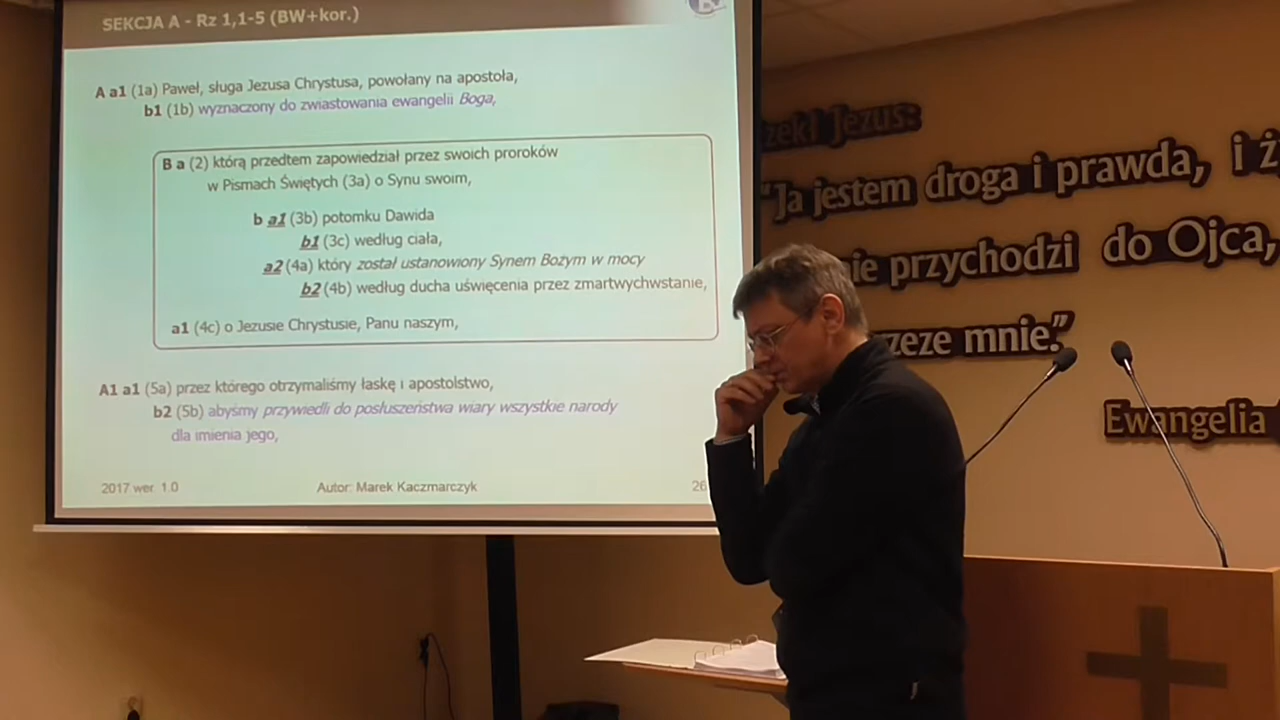 SEKCJA A - Rz 1,1-5 (BW+kor.)
A a1 (1a) Paweł, sługa Jezusa Chrystusa, powołany na apostoła,
b1 (1b) wyznaczony do zwiastowania ewangelii Boga,
B a (2) którą przedtem zapowiedział przez swoich proroków
w Pismach Świętych (3a) o Synu swoim,
b a1 (3b) potomku Dawida
b1 (3c) według ciała,
a2 (4a) który został ustanowiony Synem Bożym w mocy
b2 (4b) według ducha uświęcenia przez zmartwychwstanie,
a1 (4c) o Jezusie Chrystusie, Panu naszym,
A1 a1 (5a) przez którego otrzymaliśmy łaskę i apostolstwo,
b2 (5b) abyśmy przywiedli do posłuszeństwa wiary wszystkie narody
dla imienia jego,
2017 wer. 1.0 Autor: Marek Kaczmarczyk 26
zekł Jezus:
"Ja jestem droga i prawda, i ż
nie przychodzi do Ojca,
rzeze mnie."
Ewangelia